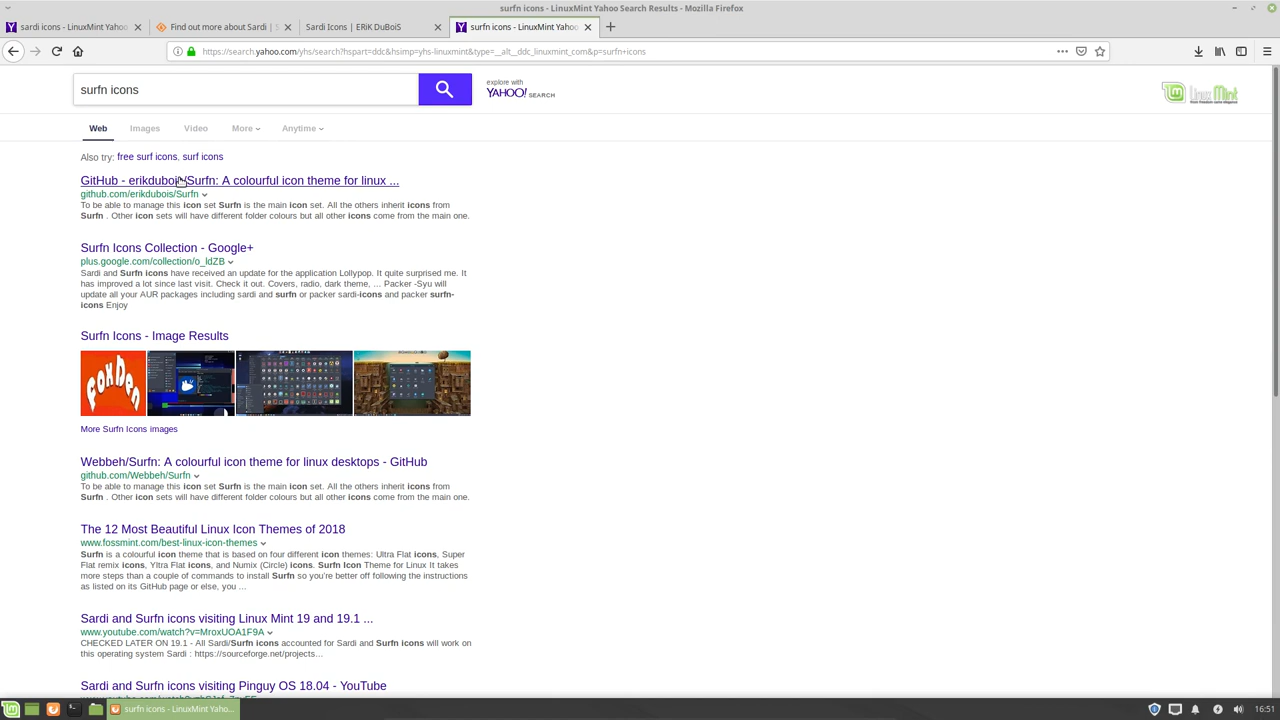 surfn icons - LinuxMint Yahoo Search Results - Mozilla Firefox
sardi icons - LinuxMint Yahoo
Find out more about Sardi | S
Sardi Icons | ERiK DuBoiS
surfn icons - LinuxMint Yahoo
https://search.yahoo.com/yhs/search?hspart=ddc&hsimp=yhs-linuxmint&type=__alt__ddc_linuxmint_com&p=surfn+icons
surfn icons
explore with
YAHOO! SEARCH
Linux Mint
Web Images Video More Anytime
Also try: free surf icons, surf icons
GitHub - erikdubois/Surfn: A colourful icon theme for linux ...
github.com/erikdubois/Surfn
To be able to manage this icon set Surfn is the main icon set. All the others inherit icons from
Surfn . Other icon sets will have different folder colours but all other icons come from the main one.
Surfn Icons Collection - Google+
plus.google.com/collection/o_ldZB
Sardi and Surfn icons have received an update for the application Lollypop. It quite surprised me. It
has improved a lot since last visit. Check it out. Covers, radio, dark theme, ... Packer -Syu will
update all your AUR packages including sardi and surfn or packer sardi-icons and packer surfn-
icons Enjoy
Surfn Icons - Image Results
FOXDEN
More Surfn Icons images
Webbeh/Surfn: A colourful icon theme for linux desktops - GitHub
github.com/Webbeh/Surfn
To be able to manage this icon set Surfn is the main icon set. All the others inherit icons from
Surfn . Other icon sets will have different folder colours but all other icons come from the main one.
The 12 Most Beautiful Linux Icon Themes of 2018
www.fossmint.com/best-linux-icon-themes
Surfn is a colourful icon theme that is based on four different icon themes: Ultra Flat icons, Super
Flat remix icons, Yltra Flat icons, and Numix (Circle) icons. Surfn Icon Theme for Linux It takes
more steps than a couple of commands to install Surfn so you're better off following the instructions
as listed on its GitHub page or else, you ...
Sardi and Surfn icons visiting Linux Mint 19 and 19.1 ...
www.youtube.com/watch?v=MroxUOA1F9A
CHECKED LATER ON 19.1 - All Sardi/Surfn icons accounted for Sardi and Surfn icons will work on
this operating system Sardi : https://sourceforge.net/projects...
Sardi and Surfn icons visiting Pinguy OS 18.04 - YouTube
surfn icons - LinuxMint Yaho...
16:51